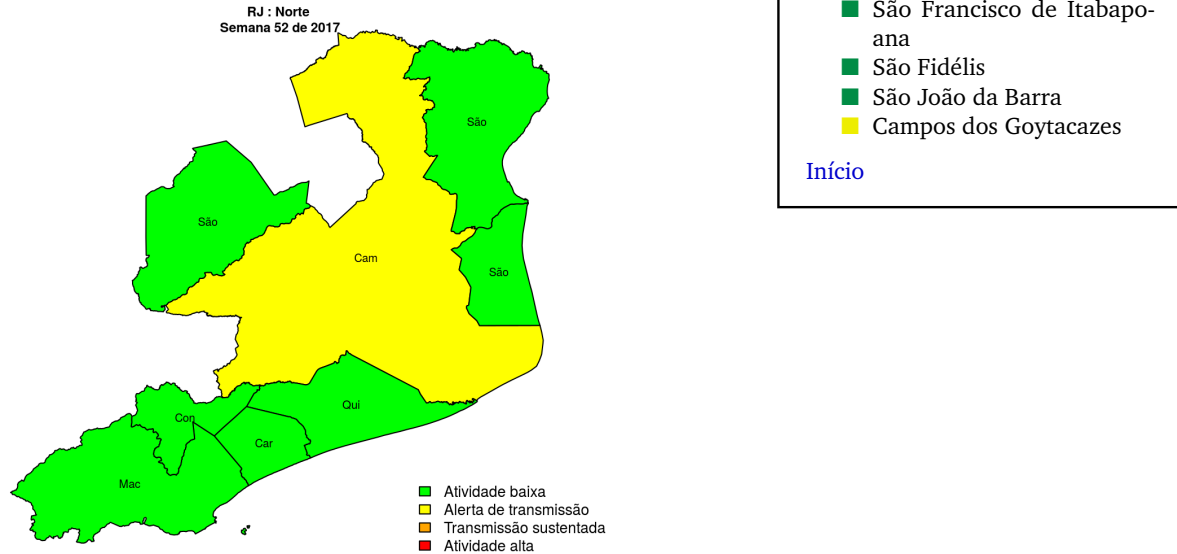 RJ : Norte
Semana 52 de 2017
São
São
Cam
São
Qui
Con
Car
Mac
Atividade baixa
Alerta de transmissão
Transmissão sustentada
Atividade alta
São Francisco de Itabapo-
ana
São Fidélis
São João da Barra
Campos dos Goytacazes
Início